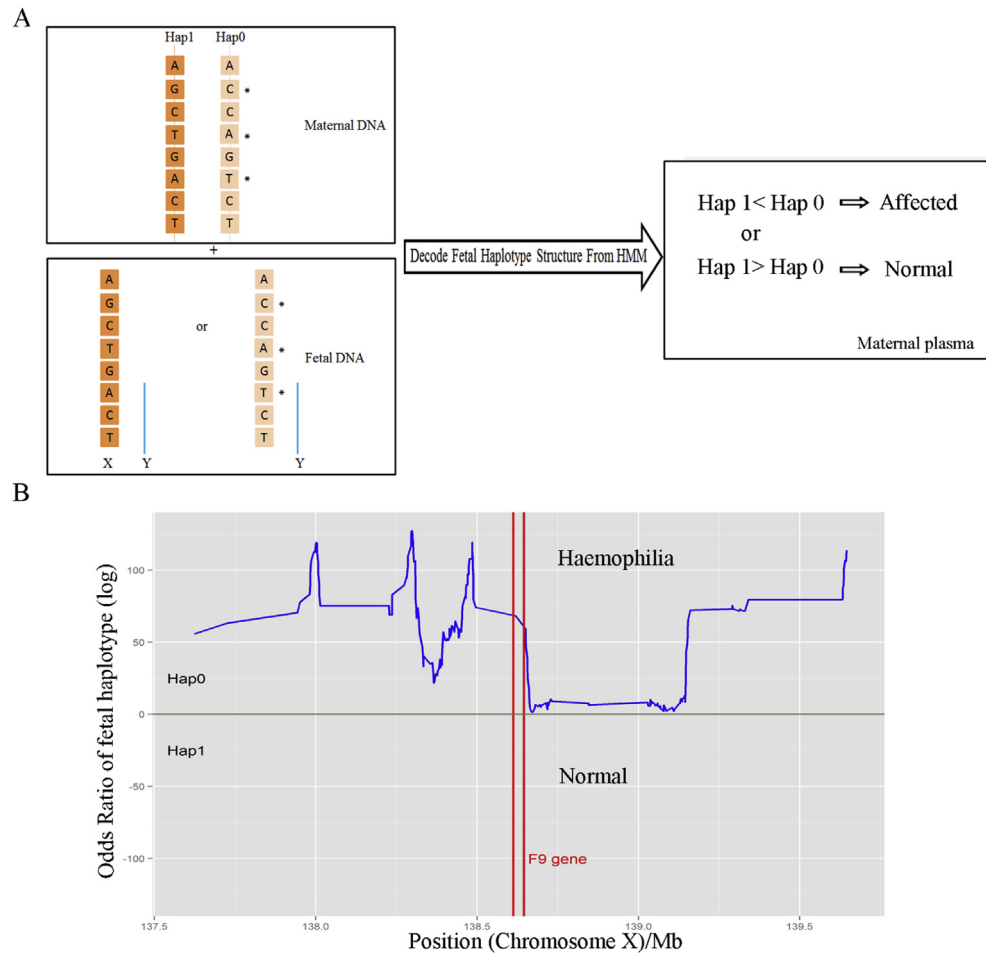 A
Hap1 Hap0
A A
G C *
C C
T A *
G G
A T *
C C
T T
Maternal DNA
+
A A
G C *
C or C
T A *
G G
A T *
C C
T T
Fetal DNA
X Y Y
Decode Fetal Haplotype Structure From HMM
Hap 1< Hap 0 ⇒ Affected
or
Hap 1> Hap 0 ⇒ Normal
Maternal plasma
B
Odds Ratio of fetal haplotype (log)
100
50
0
-50
-100
Haemophilia
Hap0
Hap1
Normal
F9 gene
137.5 138.0 138.5 139.0 139.5
Position (Chromosome X)/Mb